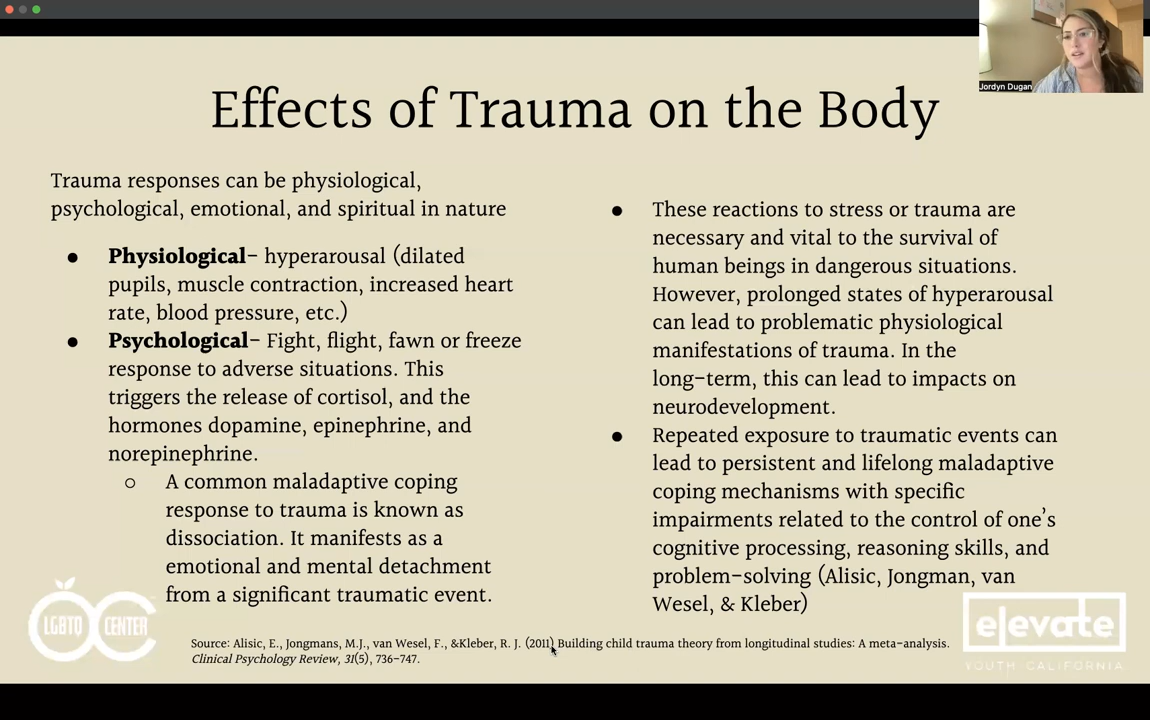 Jordyn Dugan
Effects of Trauma on the Body
Trauma responses can be physiological,
psychological, emotional, and spiritual in nature
● Physiological- hyperarousal (dilated
pupils, muscle contraction, increased heart
rate, blood pressure, etc.)
● Psychological- Fight, flight, fawn or freeze
response to adverse situations. This
triggers the release of cortisol, and the
hormones dopamine, epinephrine, and
norepinephrine.
○ A common maladaptive coping
response to trauma is known as
dissociation. It manifests as a
emotional and mental detachment
from a significant traumatic event.
● These reactions to stress or trauma are
necessary and vital to the survival of
human beings in dangerous situations.
However, prolonged states of hyperarousal
can lead to problematic physiological
manifestations of trauma. In the
long-term, this can lead to impacts on
neurodevelopment.
● Repeated exposure to traumatic events can
lead to persistent and lifelong maladaptive
coping mechanisms with specific
impairments related to the control of one's
cognitive processing, reasoning skills, and
problem-solving (Alisic, Jongman, van
Wesel, & Kleber)
LGBTQ CENTER
Source: Alisic, E., Jongmans, M.J., van Wesel, F., &Kleber, R. J. (2011) Building child trauma theory from longitudinal studies: A meta-analysis.
Clinical Psychology Review, 31(5), 736-747.
elevate
YOUTH CALIFORNIA